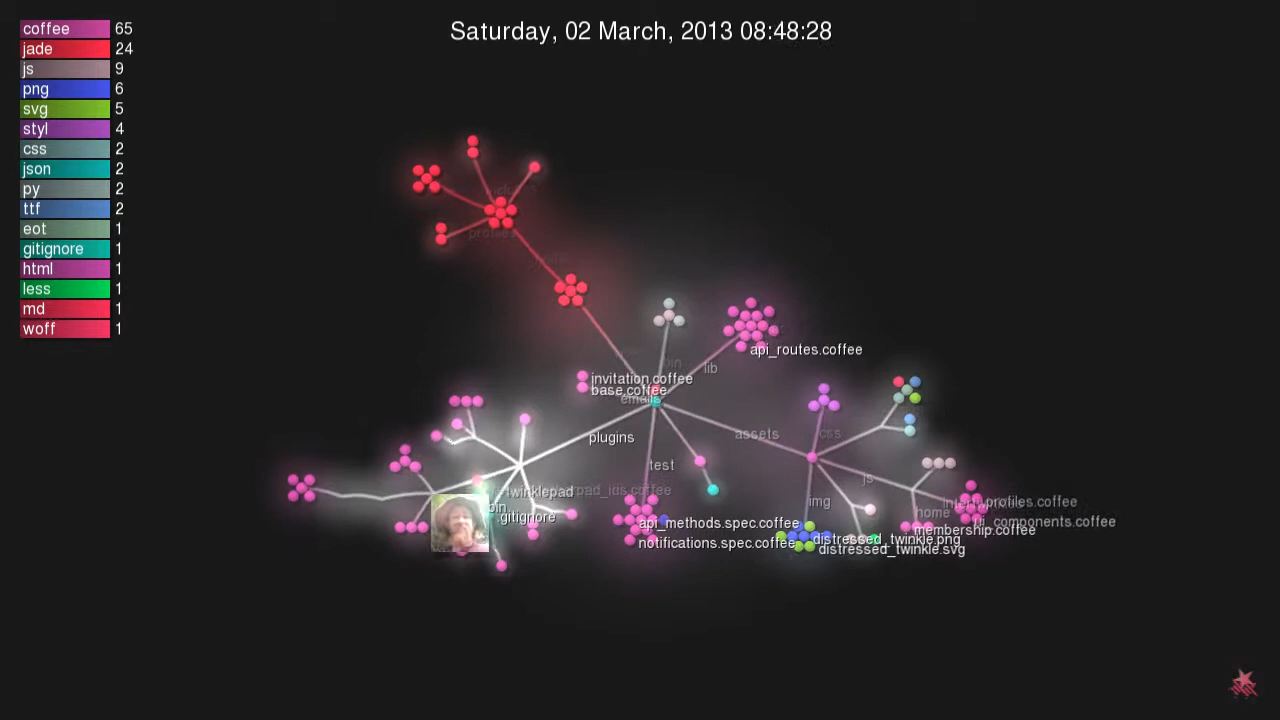 Saturday, 02 March, 2013 08:48:28
coffee 65
jade 24
js 9
png 6
svg 5
styl 4
css 2
json 2
py 2
ttf 2
eot 1
gitignore 1
html 1
less 1
md 1
woff 1
profiles
bin
lib
api_routes.coffee
invitation.coffee
base.coffee
emails
plugins
assets
css
test
js
img
twinklepad
bin
.gitignore
api_methods.spec.coffee
notifications.spec.coffee
profiles.coffee
home
ui_components.coffee
membership.coffee
distressed_twinkle.png
distressed_twinkle.svg